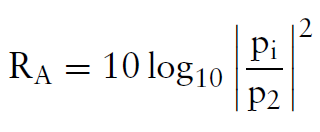 R_A = 10 log_10 |p_i / p_2|^2